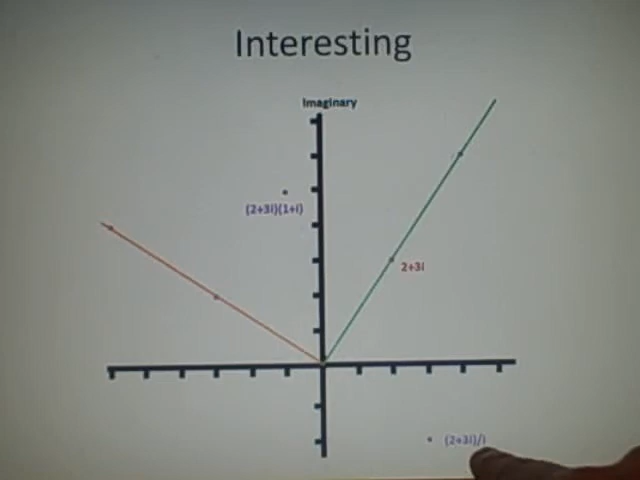 Interesting
Imaginary
(2+3i)(1+i)
2+3i
(2+3i)/i